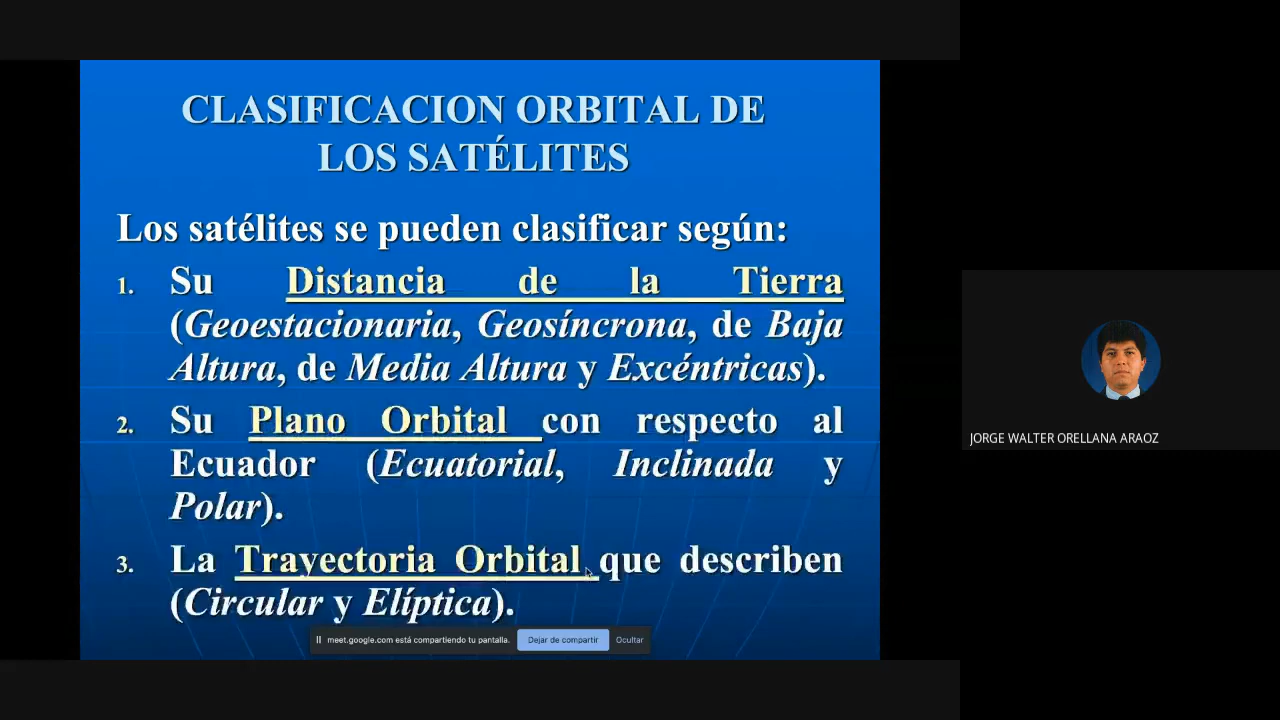 CLASIFICACION ORBITAL DE
LOS SATÉLITES
Los satélites se pueden clasificar según:
1. Su Distancia de la Tierra
(Geoestacionaria, Geosíncrona, de Baja
Altura, de Media Altura y Excéntricas).
2. Su Plano Orbital con respecto al
Ecuador (Ecuatorial, Inclinada y
Polar).
3. La Trayectoria Orbital que describen
(Circular y Elíptica).
meet.google.com está compartiendo tu pantalla. Dejar de compartir Ocultar
JORGE WALTER ORELLANA ARAOZ